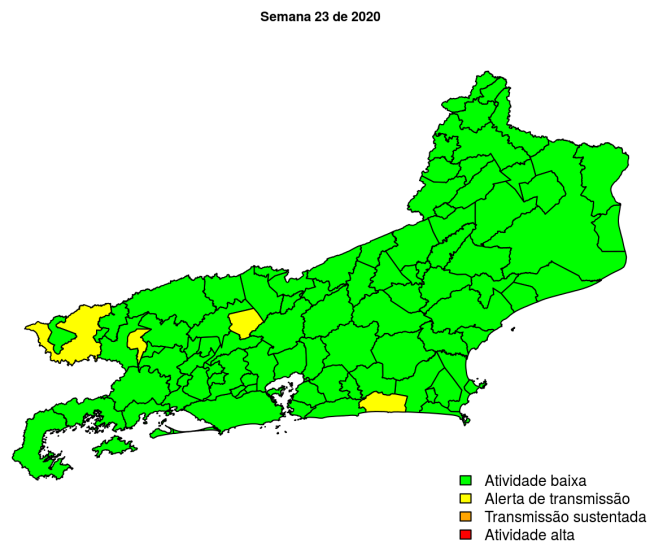 Semana 23 de 2020
Atividade baixa
Alerta de transmissão
Transmissão sustentada
Atividade alta